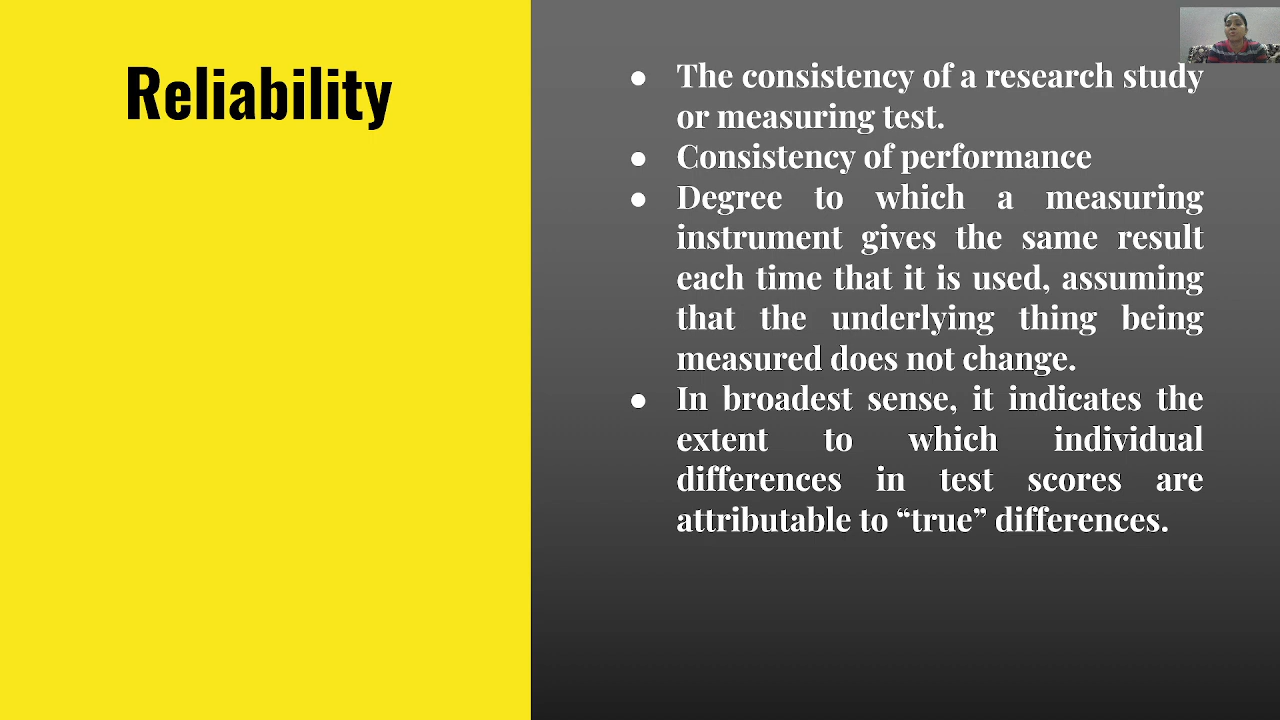 Reliability
● The consistency of a research study
or measuring test.
● Consistency of performance
● Degree to which a measuring
instrument gives the same result
each time that it is used, assuming
that the underlying thing being
measured does not change.
● In broadest sense, it indicates the
extent to which individual
differences in test scores are
attributable to “true” differences.